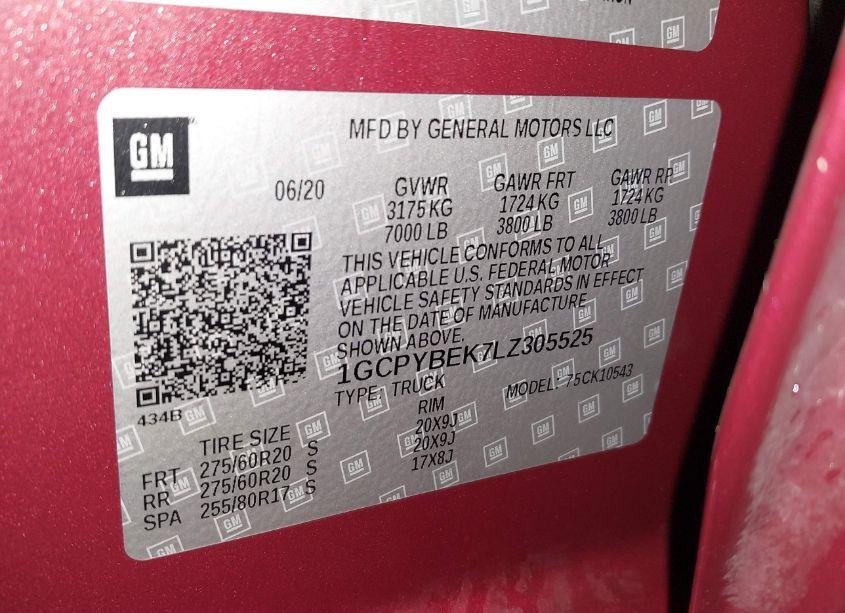 GM
MFD BY GENERAL MOTORS LLC
06/20
GVWR GAWR FRT GAWR RR
3175 KG 1724 KG 1724 KG
7000 LB 3800 LB 3800 LB
THIS VEHICLE CONFORMS TO ALL
APPLICABLE U.S. FEDERAL MOTOR
VEHICLE SAFETY STANDARDS IN EFFECT
ON THE DATE OF MANUFACTURE
SHOWN ABOVE.
1GCPYBEK7LZ305525
TYPE: TRUCK MODEL: 75CK10543
434B
TIRE SIZE RIM
FRT 275/60R20 S 20X9J
RR 275/60R20 S 20X9J
SPA 255/80R17 S 17X8J